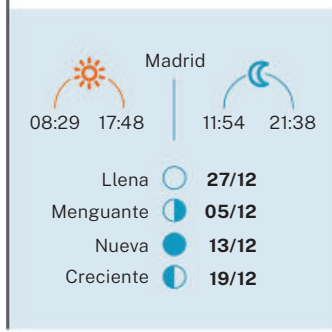 Madrid
08:29 17:48 11:54 21:38
Llena 27/12
Menguante 05/12
Nueva 13/12
Creciente 19/12